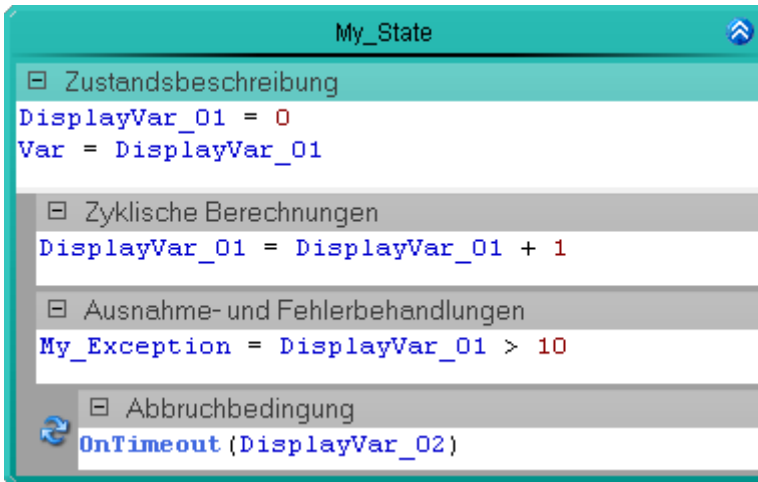 My_State
Zustandsbeschreibung
DisplayVar_01 = 0
Var = DisplayVar_01
Zyklische Berechnungen
DisplayVar_01 = DisplayVar_01 + 1
Ausnahme- und Fehlerbehandlungen
My_Exception = DisplayVar_01 > 10
Abbruchbedingung
OnTimeout(DisplayVar_02)